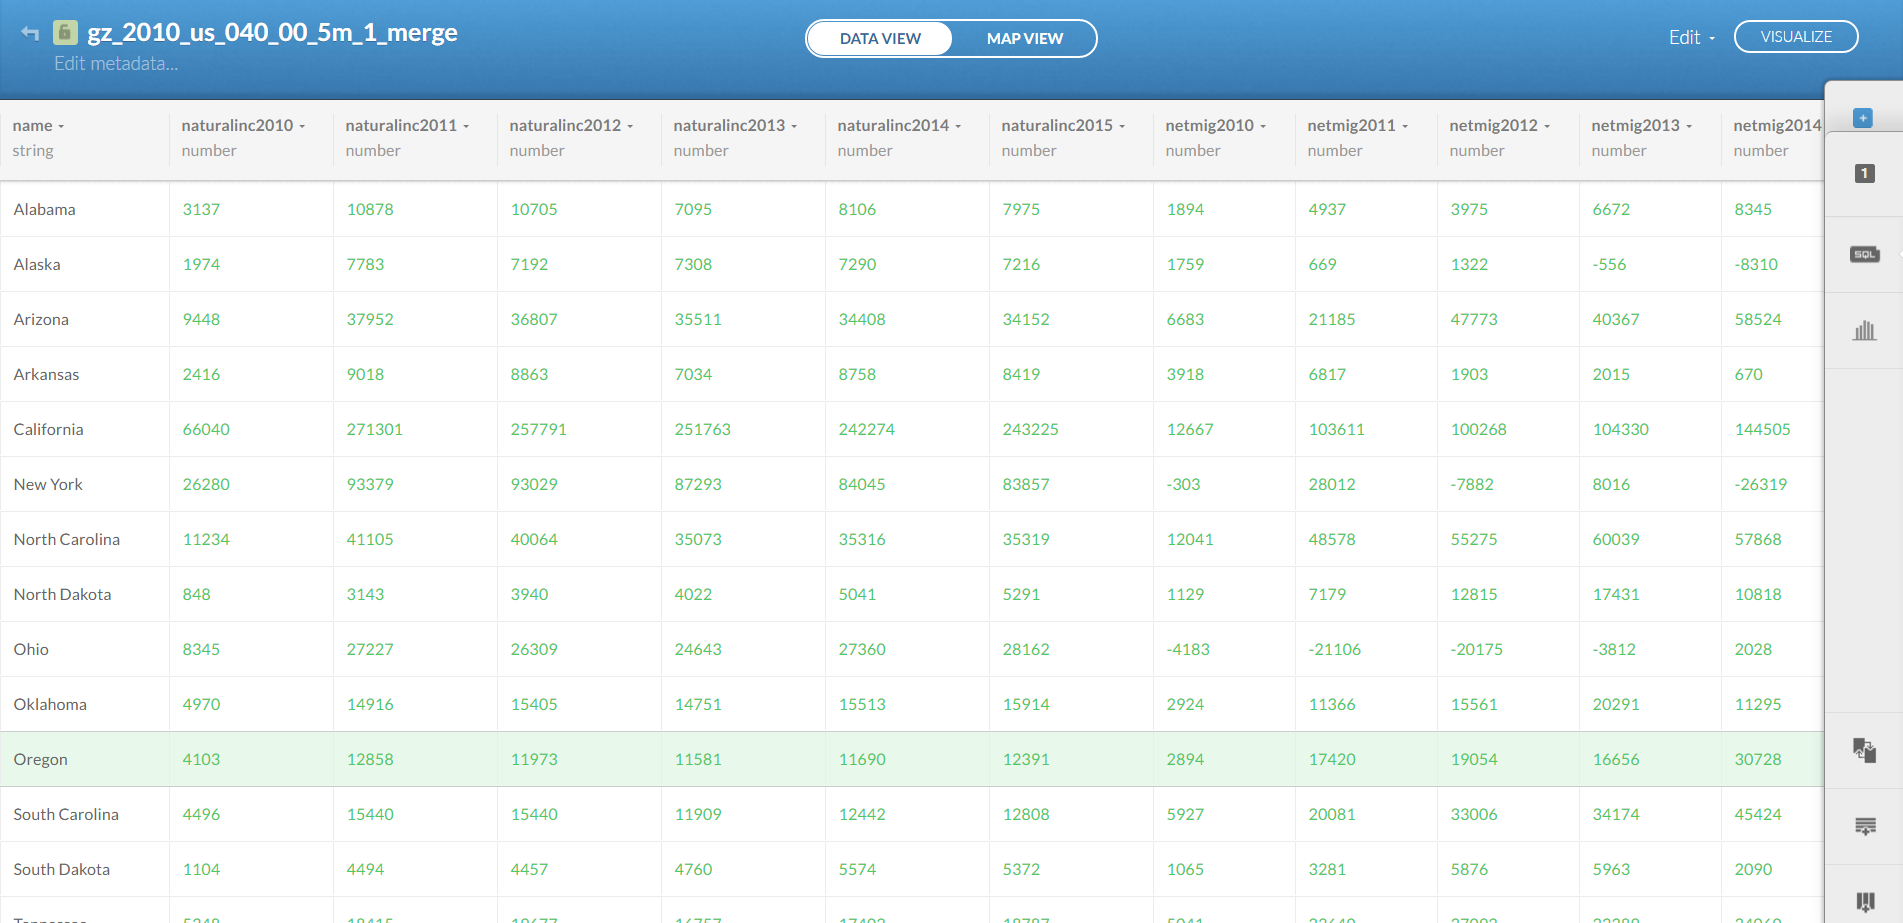 gz_2010_us_040_00_5m_1_merge
Edit metadata...
DATA VIEW MAP VIEW
Edit VISUALIZE
name naturalinc2010 naturalinc2011 naturalinc2012 naturalinc2013 naturalinc2014 naturalinc2015 netmig2010 netmig2011 netmig2012 netmig2013 netmig2014
string number number number number number number number number number number number
1
SQL
Alabama 3137 10878 10705 7095 8106 7975 1894 4937 3975 6672 8345
Alaska 1974 7783 7192 7308 7290 7216 1759 669 1322 -556 -8310
Arizona 9448 37952 36807 35511 34408 34152 6683 21185 47773 40367 58524
Arkansas 2416 9018 8863 7034 8758 8419 3918 6817 1903 2015 670
California 66040 271301 257791 251763 242274 243225 12667 103611 100268 104330 144505
New York 26280 93379 93029 87293 84045 83857 -303 28012 -7882 8016 -26319
North Carolina 11234 41105 40064 35073 35316 35319 12041 48578 55275 60039 57868
North Dakota 848 3143 3940 4022 5041 5291 1129 7179 12815 17431 10818
Ohio 8345 27227 26309 24643 27360 28162 -4183 -21106 -20175 -3812 2028
Oklahoma 4970 14916 15405 14751 15513 15914 2924 11366 15561 20291 11295
Oregon 4103 12858 11973 11581 11690 12391 2894 17420 19054 16656 30728
South Carolina 4496 15440 15440 11909 12442 12808 5927 20081 33006 34174 45424
South Dakota 1104 4494 4457 4760 5574 5372 1065 3281 5876 5963 2090